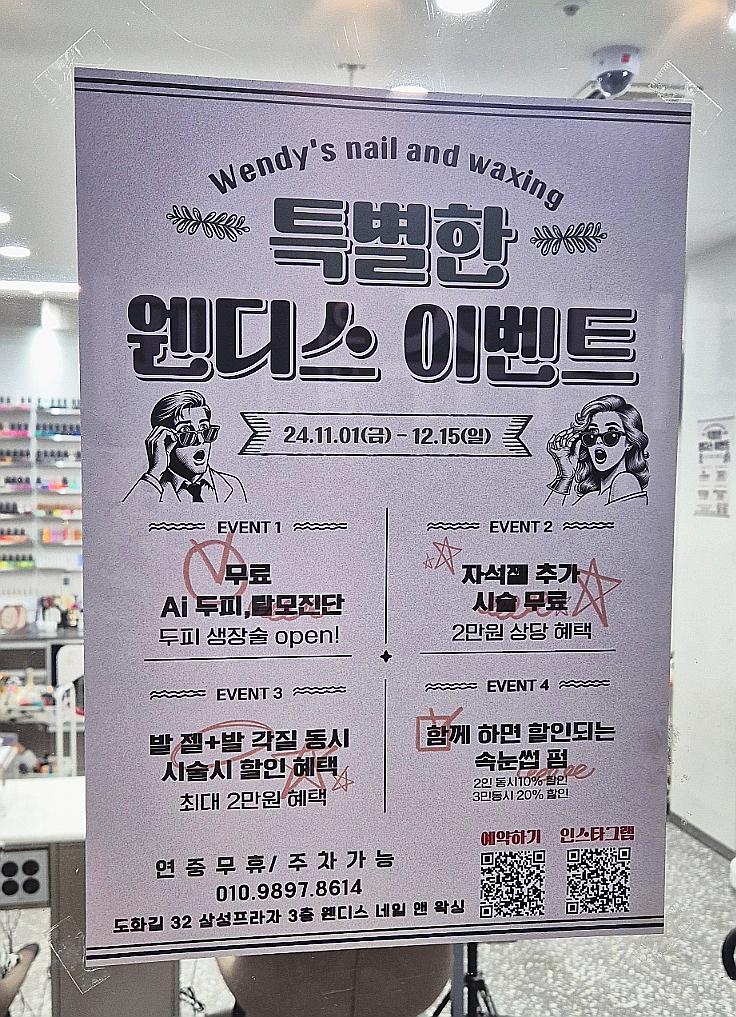 Wendy's nail and waxing
특별한
웬디스 이벤트
24.11.01(금) - 12.15(일)
EVENT 1
무료
Ai 두피,탈모진단
두피 생장술 open!
EVENT 2
자석젤 추가
시술 무료
2만원 상당 혜택
EVENT 3
발 젤+발 각질 동시
시술시 할인 혜택
최대 2만원 혜택
EVENT 4
함께 하면 할인되는
속눈썹 펌
2인 동시10% 할인
3인동시 20% 할인
예약하기 인스타그램
연중무휴/ 주차가능
010.9897.8614
도화길 32 삼성프라자 3층 웬디스 네일 앤 왁싱